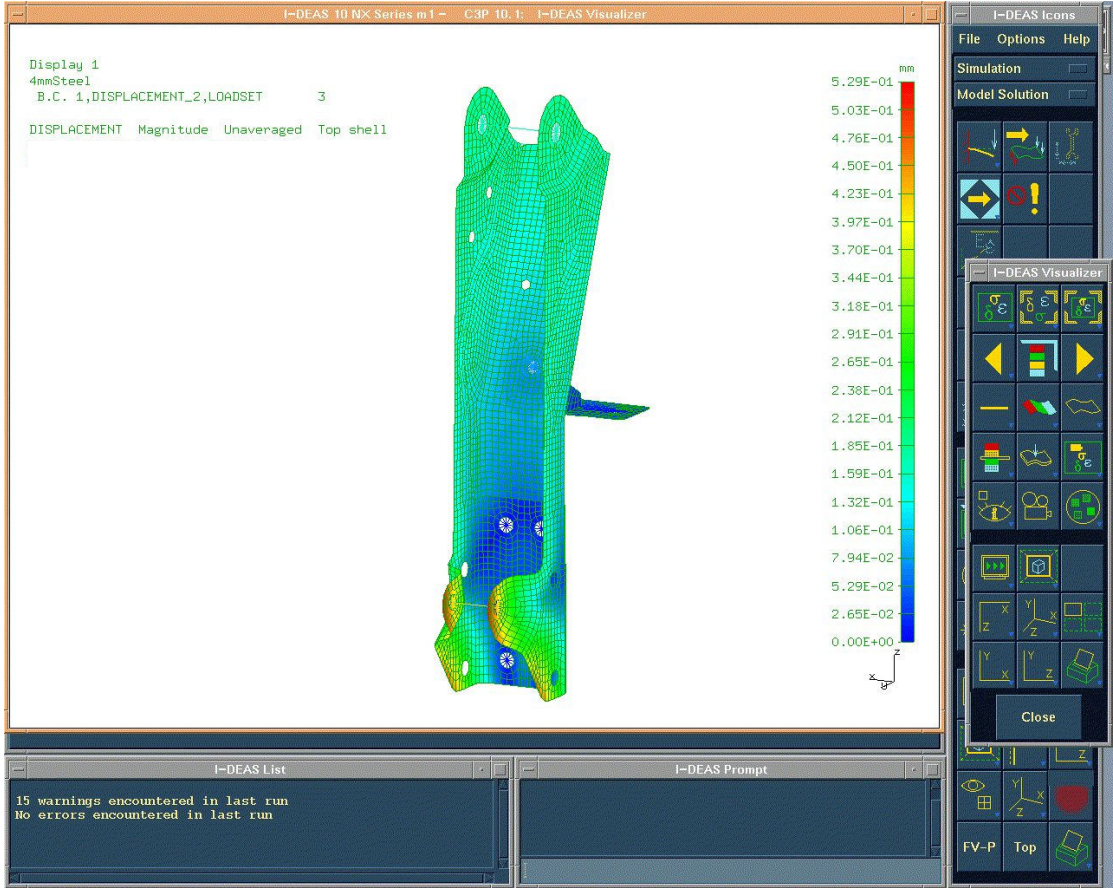 I-DEAS 10 NX Series m1 - C3P 10.1: I-DEAS Visualizer
Display 1
4mmSteel
B.C. 1,DISPLACEMENT_2,LOADSET 3
DISPLACEMENT Magnitude Unaveraged Top shell
mm
5.29E-01
5.03E-01
4.76E-01
4.50E-01
4.23E-01
3.97E-01
3.70E-01
3.44E-01
3.18E-01
2.91E-01
2.65E-01
2.38E-01
2.12E-01
1.85E-01
1.59E-01
1.32E-01
1.06E-01
7.94E-02
5.29E-02
2.65E-02
0.00E+00
Z
X
Y
I-DEAS Icons
File Options Help
Simulation
Model Solution
I-DEAS Visualizer
σ ε δ
δ ε σ
σ ε δ
σ ε δ
X Z
Y X Z
Y X
Y Z
Close
Z
Y X Z
FV-P Top
I-DEAS List
15 warnings encountered in last run
No errors encountered in last run
I-DEAS Prompt